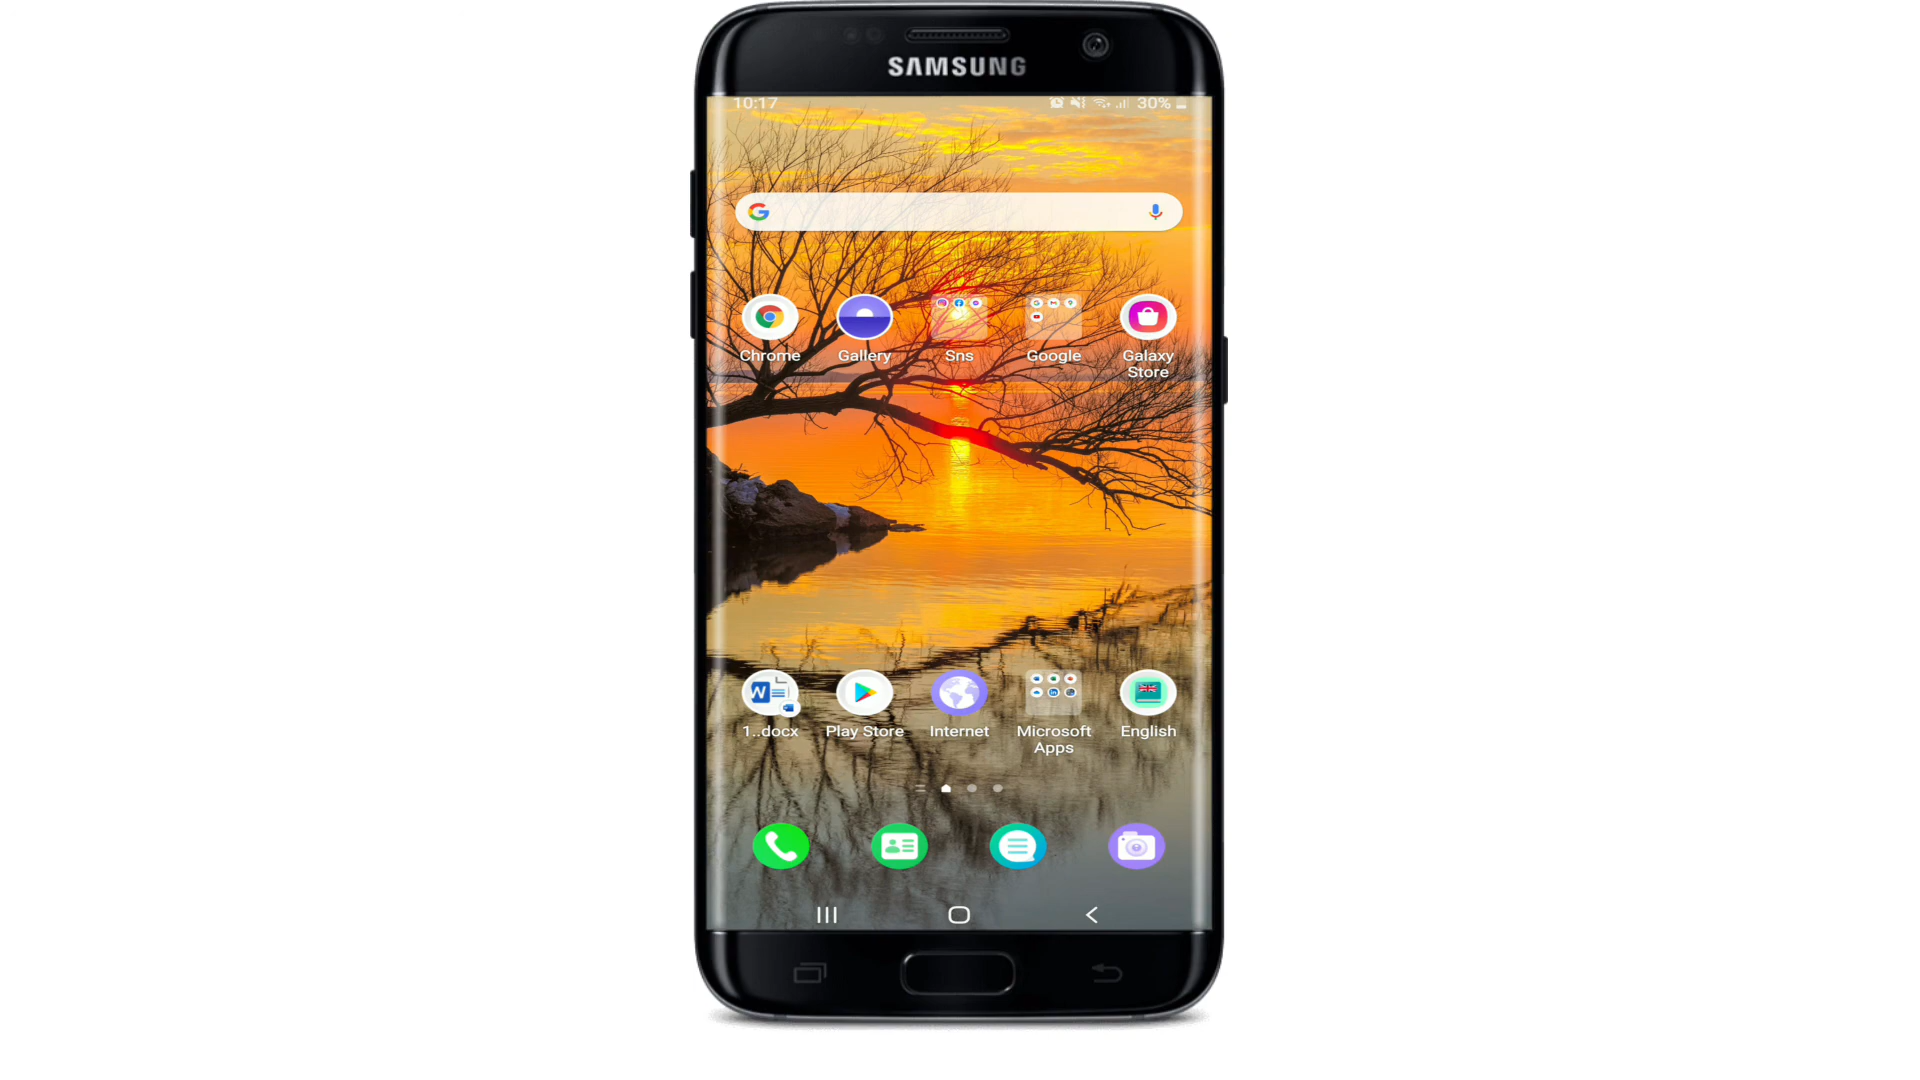 SAMSUNG
10:17 30%
Chrome Gallery Sns Google Galaxy
Store
1..docx Play Store Internet Microsoft English
Apps